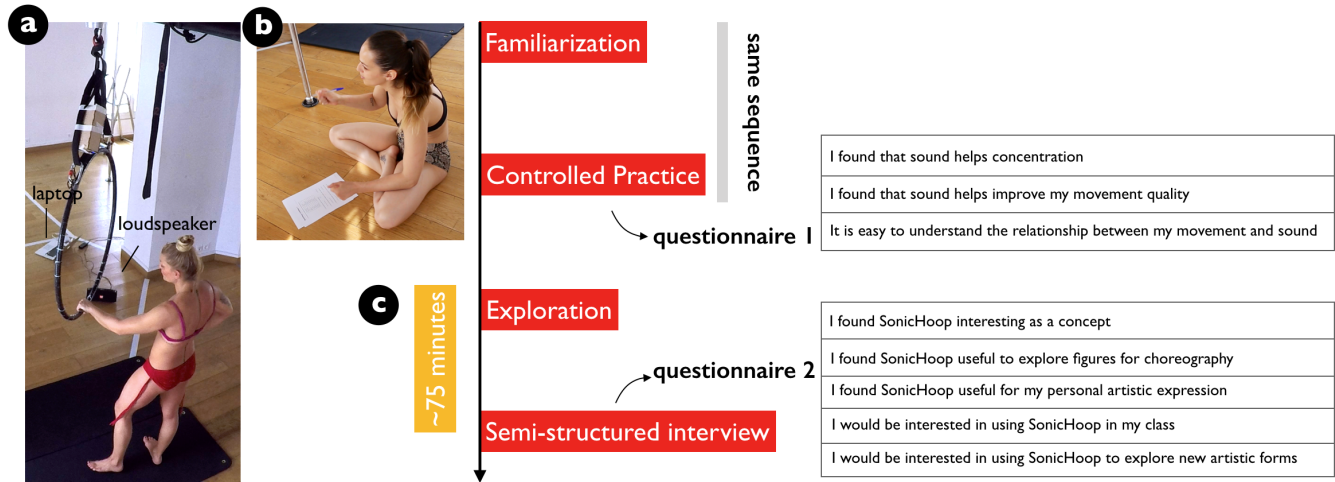 a
laptop
loudspeaker
b
c
~75 minutes
Familiarization
same sequence
Controlled Practice
questionnaire 1
I found that sound helps concentration
I found that sound helps improve my movement quality
It is easy to understand the relationship between my movement and sound
Exploration
questionnaire 2
I found SonicHoop interesting as a concept
I found SonicHoop useful to explore figures for choreography
I found SonicHoop useful for my personal artistic expression
I would be interested in using SonicHoop in my class
I would be interested in using SonicHoop to explore new artistic forms
Semi-structured interview